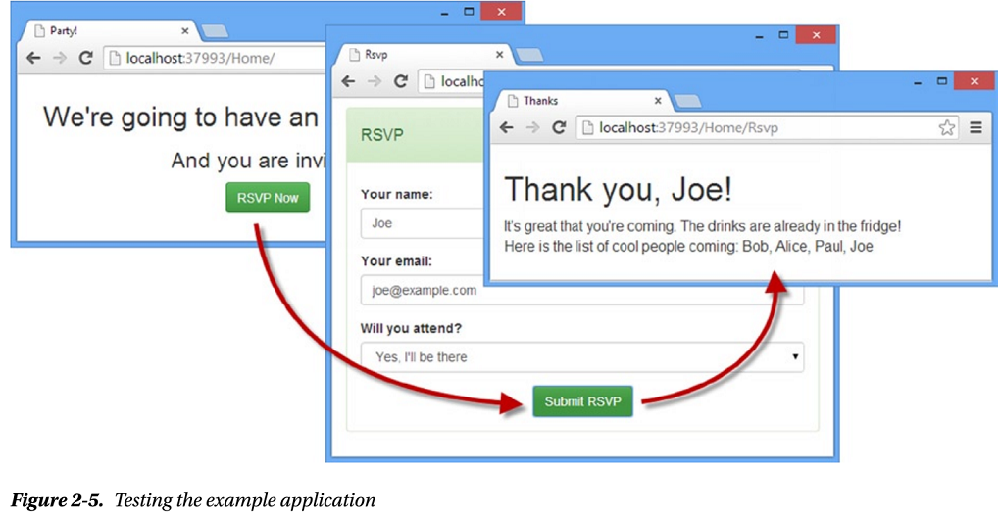 Party!
localhost:37993/Home/
We're going to have an
And you are invi
RSVP Now
Rsvp
localhc
RSVP
Your name:
Joe
Your email:
joe@example.com
Will you attend?
Yes, I'll be there
Submit RSVP
Thanks
localhost:37993/Home/Rsvp
Thank you, Joe!
It's great that you're coming. The drinks are already in the fridge!
Here is the list of cool people coming: Bob, Alice, Paul, Joe
Figure 2-5. Testing the example application